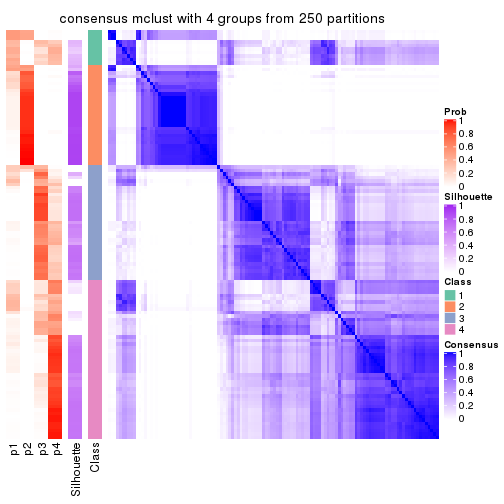 consensus mclust with 4 groups from 250 partitions
p1
p2
p3
p4
Silhouette
Class
Prob
1
0.8
0.6
0.4
0.2
0
Silhouette
1
0.8
0.6
0.4
0.2
0
Class
1
2
3
4
Consensus
1
0.8
0.6
0.4
0.2
0